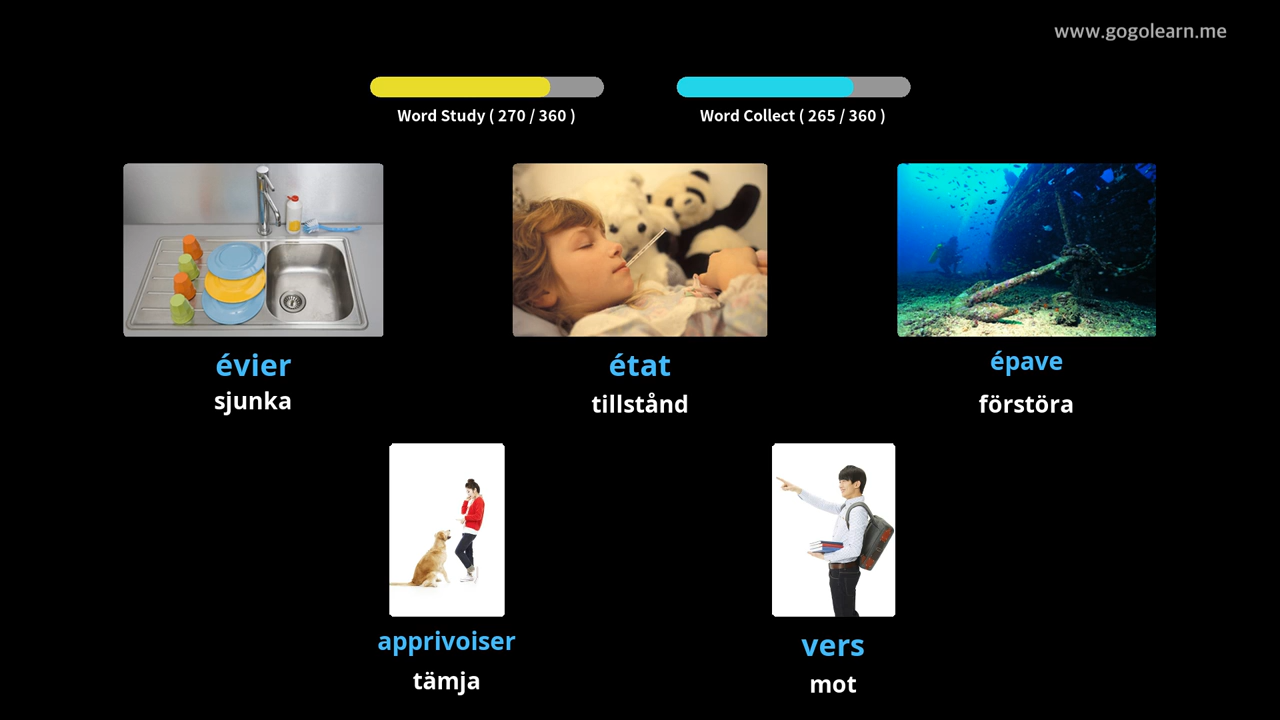 www.gogolearn.me
Word Study ( 270 / 360 )
Word Collect ( 265 / 360 )
évier
sjunka
état
tillstånd
épave
förstöra
apprivoiser
tämja
vers
mot